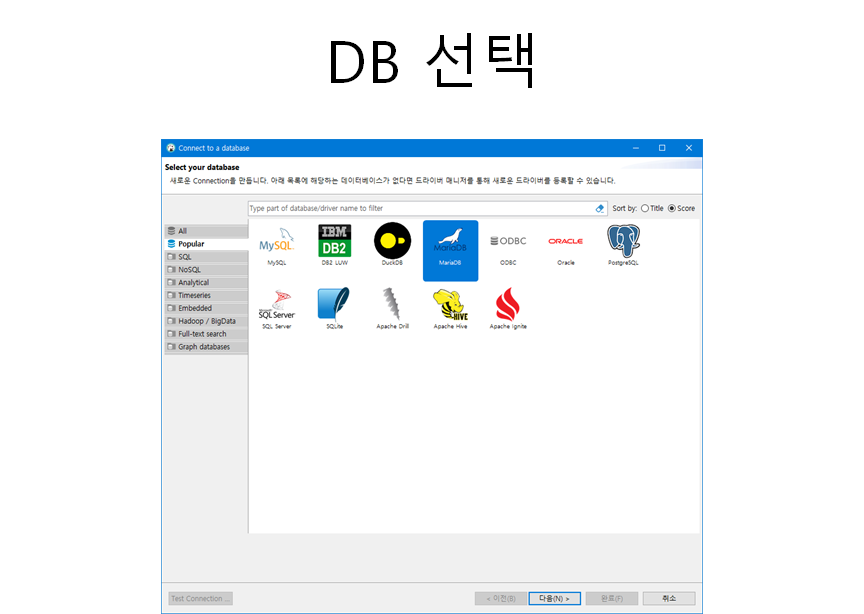 DB 선택
Connect to a database
Select your database
새로운 Connection을 만듭니다. 아래 목록에 해당하는 데이터베이스가 없다면 드라이버 매니저를 통해 새로운 드라이버를 등록할 수 있습니다.
Type part of database/driver name to filter
Sort by: Title Score
All
Popular
SQL
NoSQL
Analytical
Timeseries
Embedded
Hadoop / BigData
Full-text search
Graph databases
MySQL IBM DB2 MariaDB ODBC ORACLE
MySQL DB2 LUW DuckDB MariaDB ODBC Oracle PostgreSQL
Microsoft SQL Server HIVE
SQL Server SQLite Apache Drill Apache Hive Apache Ignite
Test Connection ...
< 이전(B) 다음(N) > 완료(F) 취소